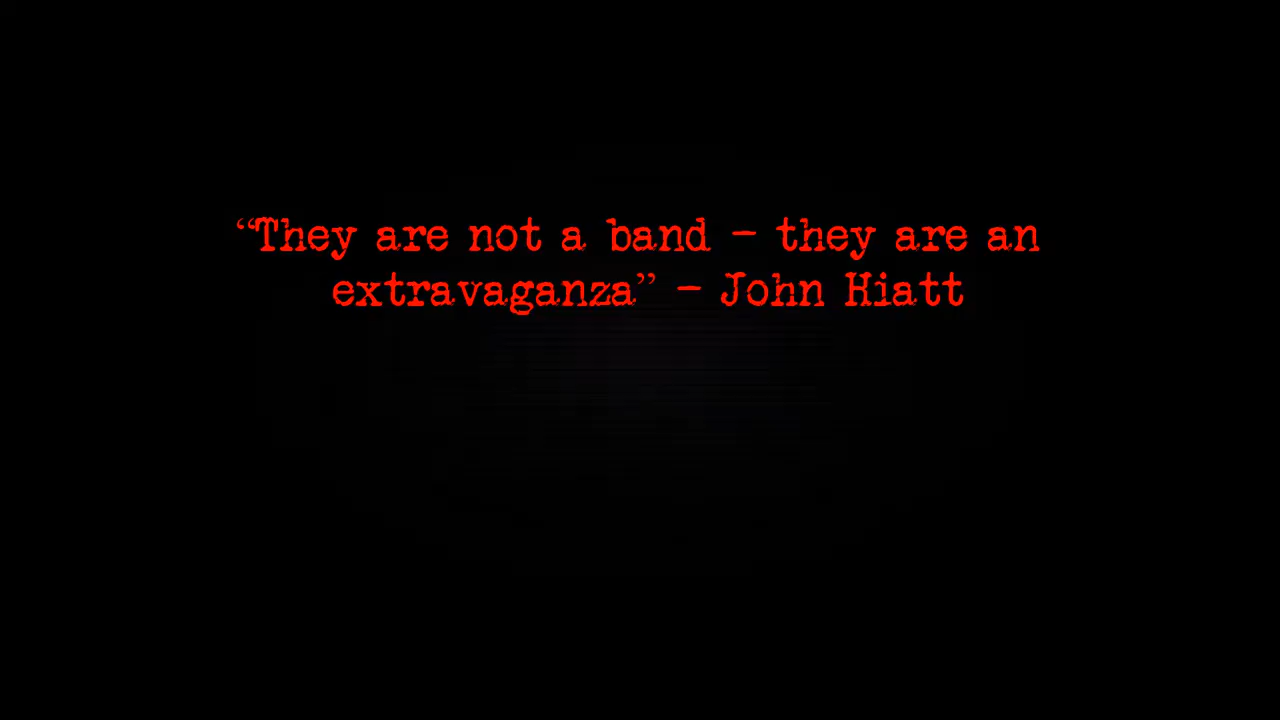 “They are not a band – they are an
extravaganza” – John Hiatt